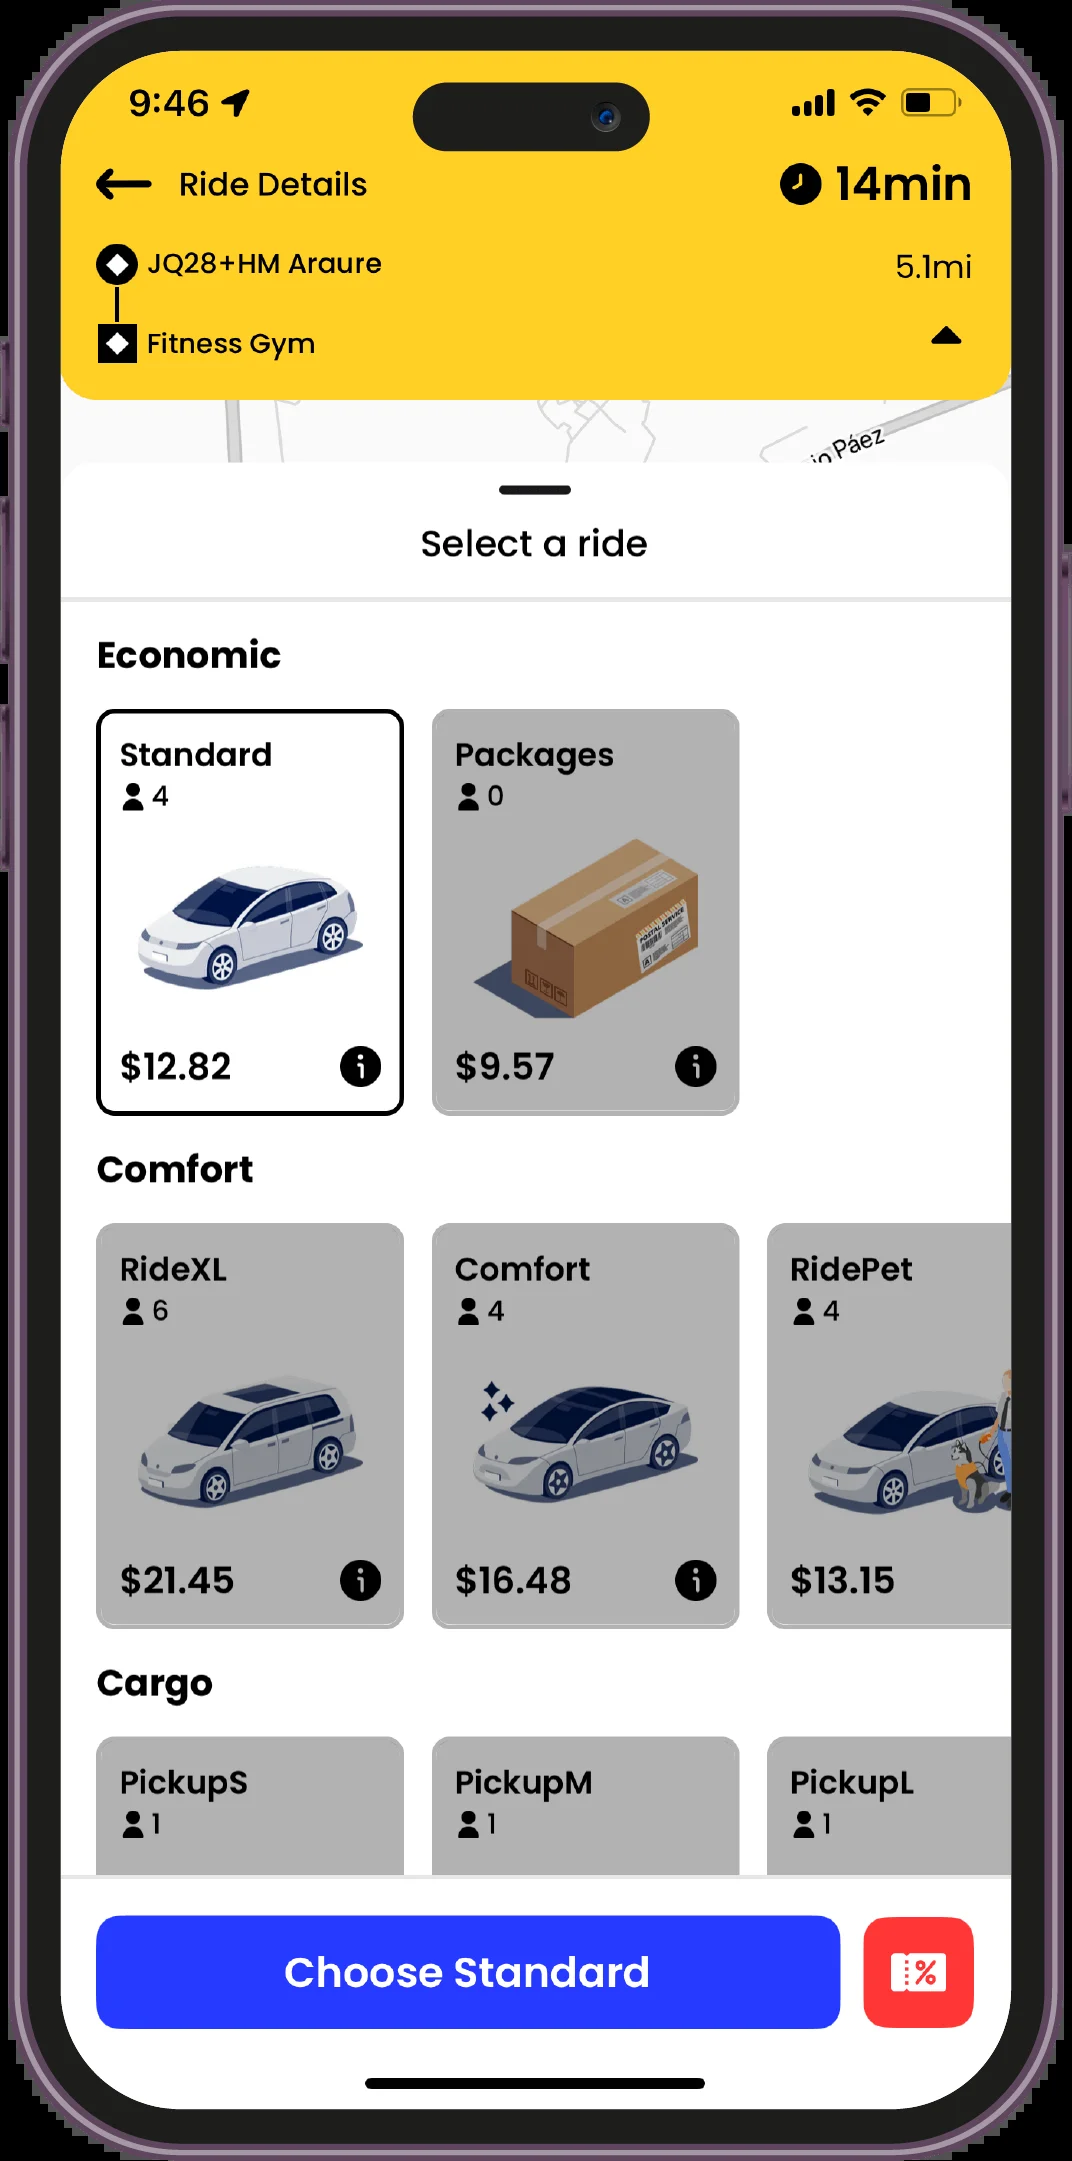 9:46
Ride Details
14min
JQ28+HM Araure
5.1mi
Fitness Gym
io Páez
Select a ride
Economic
Standard
4
Packages
0
POSTAL SERVICE
$12.82
$9.57
Comfort
RideXL
6
Comfort
4
RidePet
4
$21.45
$16.48
$13.15
Cargo
PickupS
1
PickupM
1
PickupL
1
Choose Standard
%